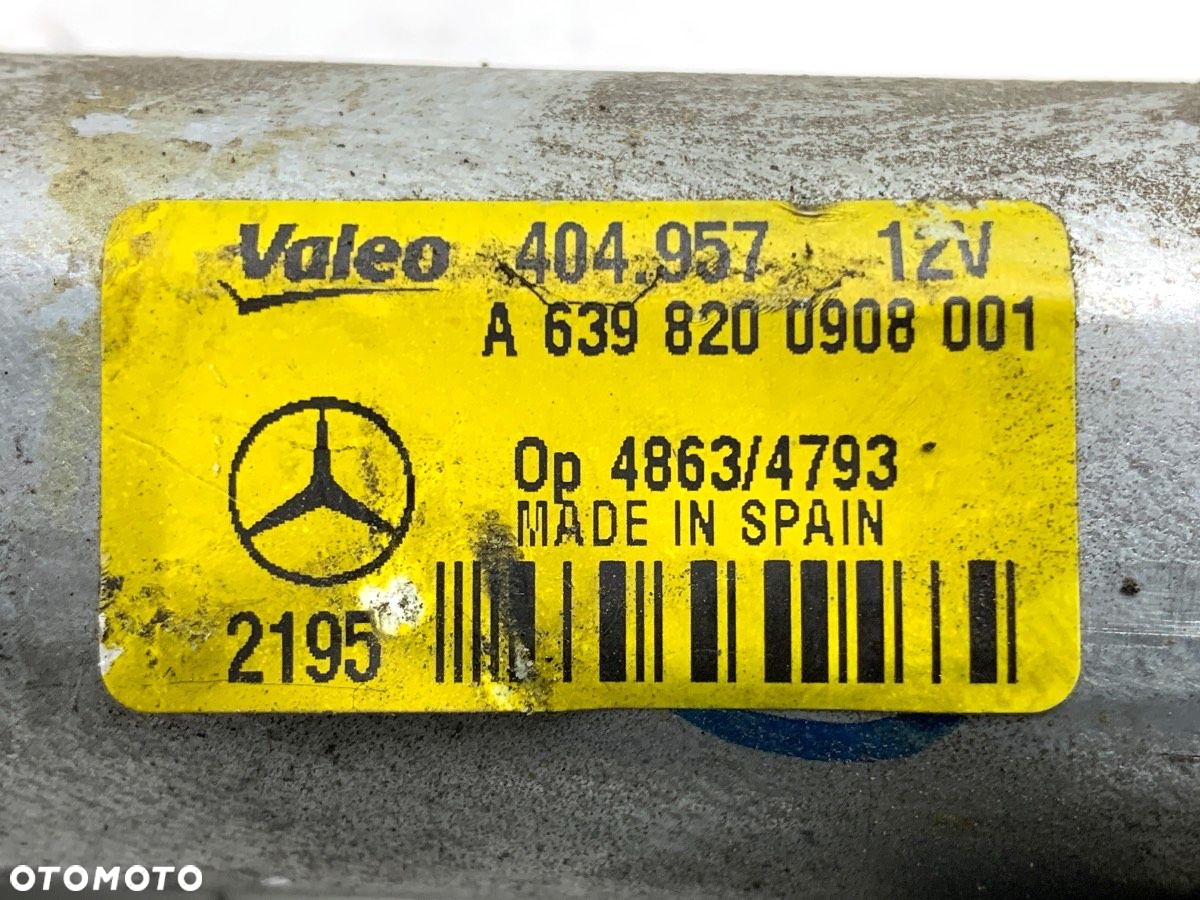 Valeo 404.957 12V
A 639 820 0908 001
Op 4863/4793
MADE IN SPAIN
2195
OTOMOTO